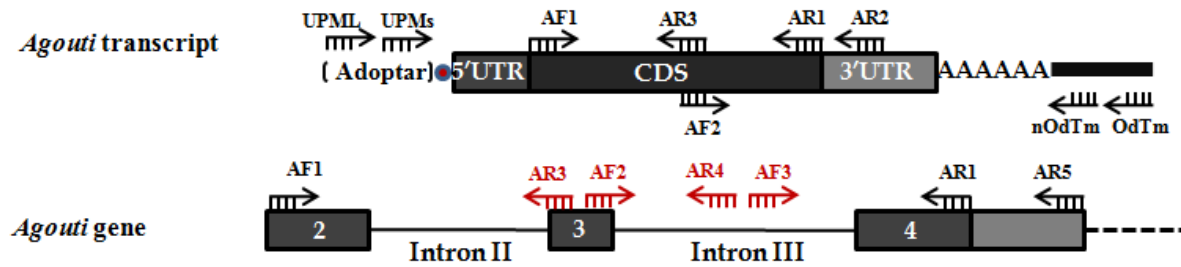 UPML UPMs AF1 AR3 AR1 AR2
Agouti transcript
( Adoptar) 5'UTR CDS 3'UTR AAAAAA
AF2 nOdTm OdTm
AF1 AR3 AF2 AR4 AF3 AR1 AR5
Agouti gene 2 3 4
Intron II Intron III